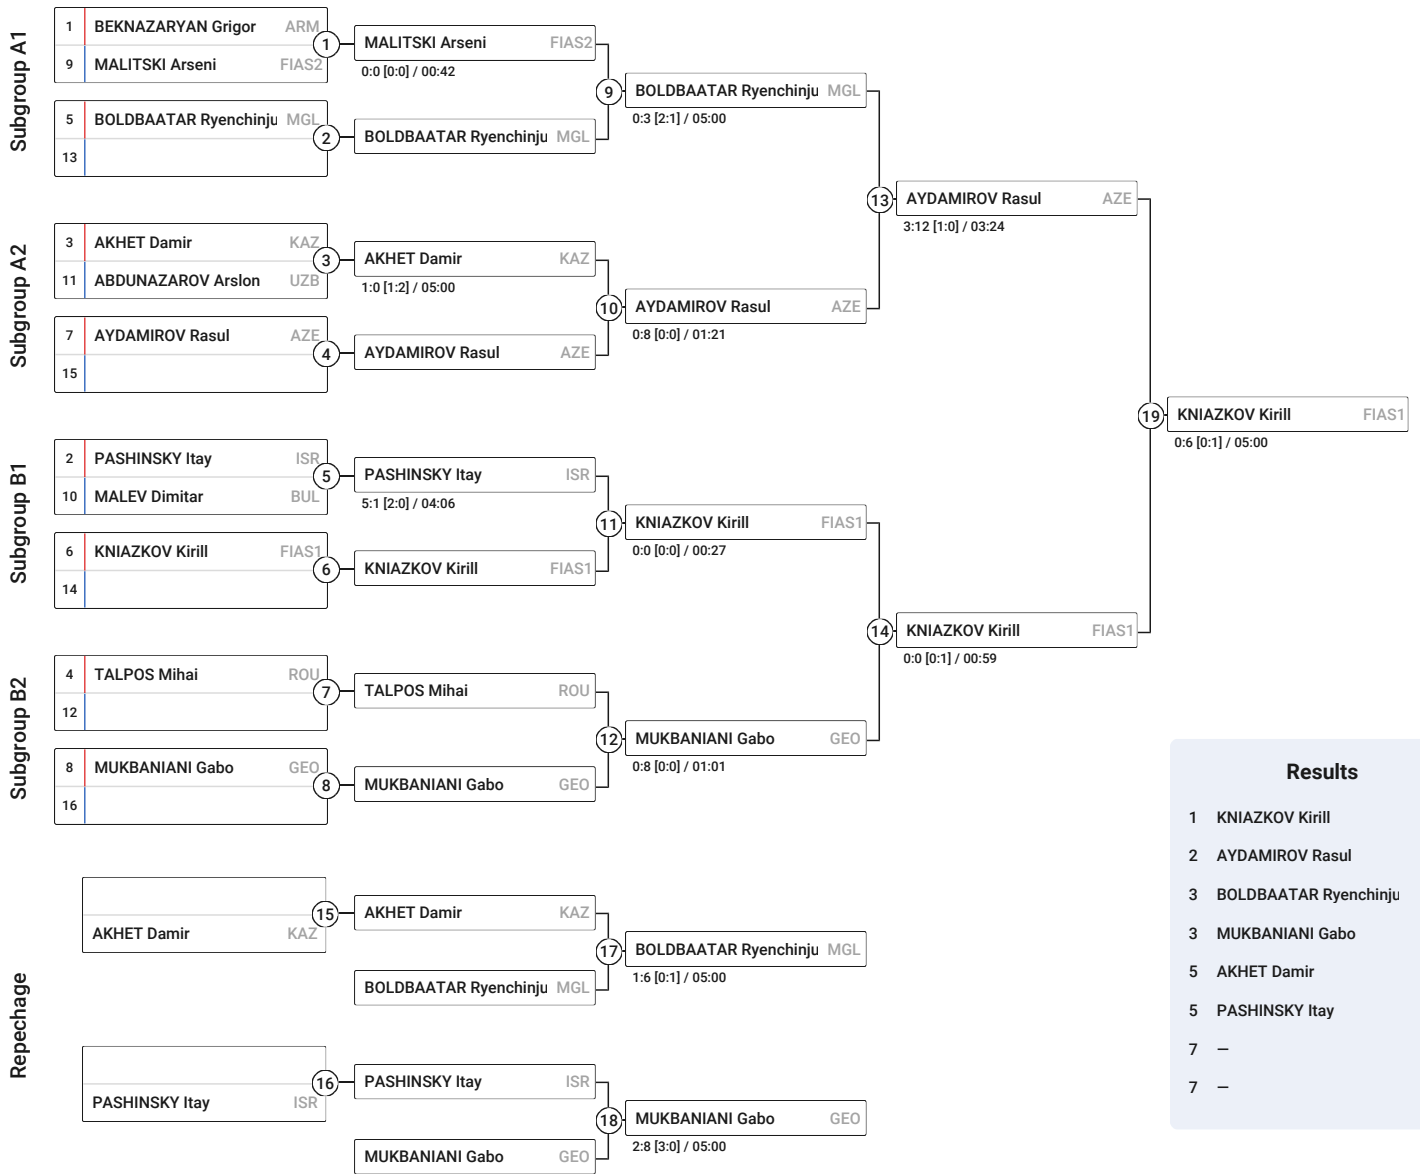 Subgroup A1
1 BEKNAZARYAN Grigor ARM
9 MALITSKI Arseni FIAS2
1
MALITSKI Arseni FIAS2
0:0 [0:0] / 00:42
5 BOLDBAATAR Ryenchinju MGL
13
2
BOLDBAATAR Ryenchinju MGL
9
BOLDBAATAR Ryenchinju MGL
0:3 [2:1] / 05:00
Subgroup A2
3 AKHET Damir KAZ
11 ABDUNAZAROV Arslon UZB
3
AKHET Damir KAZ
1:0 [1:2] / 05:00
7 AYDAMIROV Rasul AZE
15
4
AYDAMIROV Rasul AZE
10
AYDAMIROV Rasul AZE
0:8 [0:0] / 01:21
13
AYDAMIROV Rasul AZE
3:12 [1:0] / 03:24
Subgroup B1
2 PASHINSKY Itay ISR
10 MALEV Dimitar BUL
5
PASHINSKY Itay ISR
5:1 [2:0] / 04:06
6 KNIAZKOV Kirill FIAS1
14
6
KNIAZKOV Kirill FIAS1
11
KNIAZKOV Kirill FIAS1
0:0 [0:0] / 00:27
Subgroup B2
4 TALPOS Mihai ROU
12
7
TALPOS Mihai ROU
8 MUKBANIANI Gabo GEO
16
8
MUKBANIANI Gabo GEO
12
MUKBANIANI Gabo GEO
0:8 [0:0] / 01:01
14
KNIAZKOV Kirill FIAS1
0:0 [0:1] / 00:59
19
KNIAZKOV Kirill FIAS1
0:6 [0:1] / 05:00
Repechage
AKHET Damir KAZ
15
AKHET Damir KAZ
BOLDBAATAR Ryenchinju MGL
17
BOLDBAATAR Ryenchinju MGL
1:6 [0:1] / 05:00
PASHINSKY Itay ISR
16
PASHINSKY Itay ISR
MUKBANIANI Gabo GEO
18
MUKBANIANI Gabo GEO
2:8 [3:0] / 05:00
Results
1 KNIAZKOV Kirill
2 AYDAMIROV Rasul
3 BOLDBAATAR Ryenchinju
3 MUKBANIANI Gabo
5 AKHET Damir
5 PASHINSKY Itay
7 —
7 —